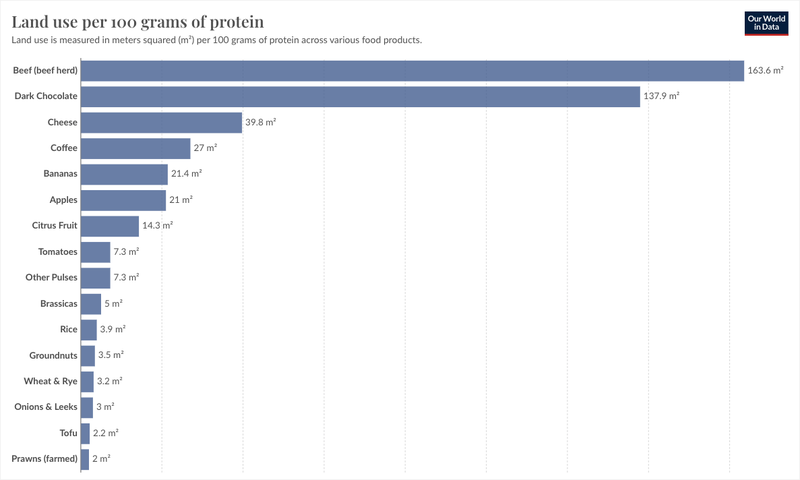 Land use per 100 grams of protein
Land use is measured in meters squared (m²) per 100 grams of protein across various food products.
Our World
in Data
Beef (beef herd) 163.6 m²
Dark Chocolate 137.9 m²
Cheese 39.8 m²
Coffee 27 m²
Bananas 21.4 m²
Apples 21 m²
Citrus Fruit 14.3 m²
Tomatoes 7.3 m²
Other Pulses 7.3 m²
Brassicas 5 m²
Rice 3.9 m²
Groundnuts 3.5 m²
Wheat & Rye 3.2 m²
Onions & Leeks 3 m²
Tofu 2.2 m²
Prawns (farmed) 2 m²